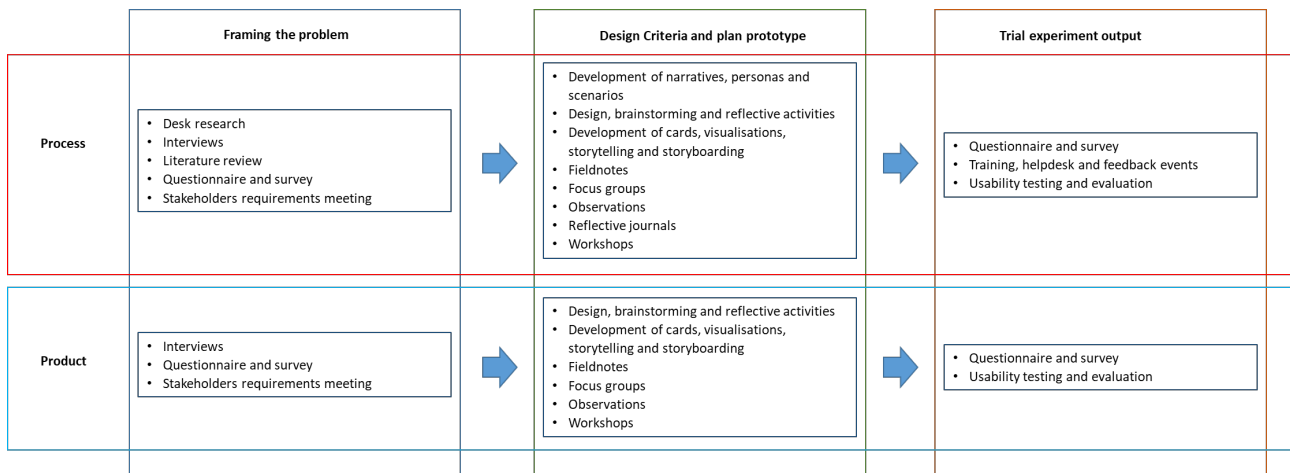 Framing the problem
Design Criteria and plan prototype
Trial experiment output
Process
• Desk research
• Interviews
• Literature review
• Questionnaire and survey
• Stakeholders requirements meeting
• Development of narratives, personas and
scenarios
• Design, brainstorming and reflective activities
• Development of cards, visualisations,
storytelling and storyboarding
• Fieldnotes
• Focus groups
• Observations
• Reflective journals
• Workshops
• Questionnaire and survey
• Training, helpdesk and feedback events
• Usability testing and evaluation
Product
• Interviews
• Questionnaire and survey
• Stakeholders requirements meeting
• Design, brainstorming and reflective activities
• Development of cards, visualisations,
storytelling and storyboarding
• Fieldnotes
• Focus groups
• Observations
• Workshops
• Questionnaire and survey
• Usability testing and evaluation